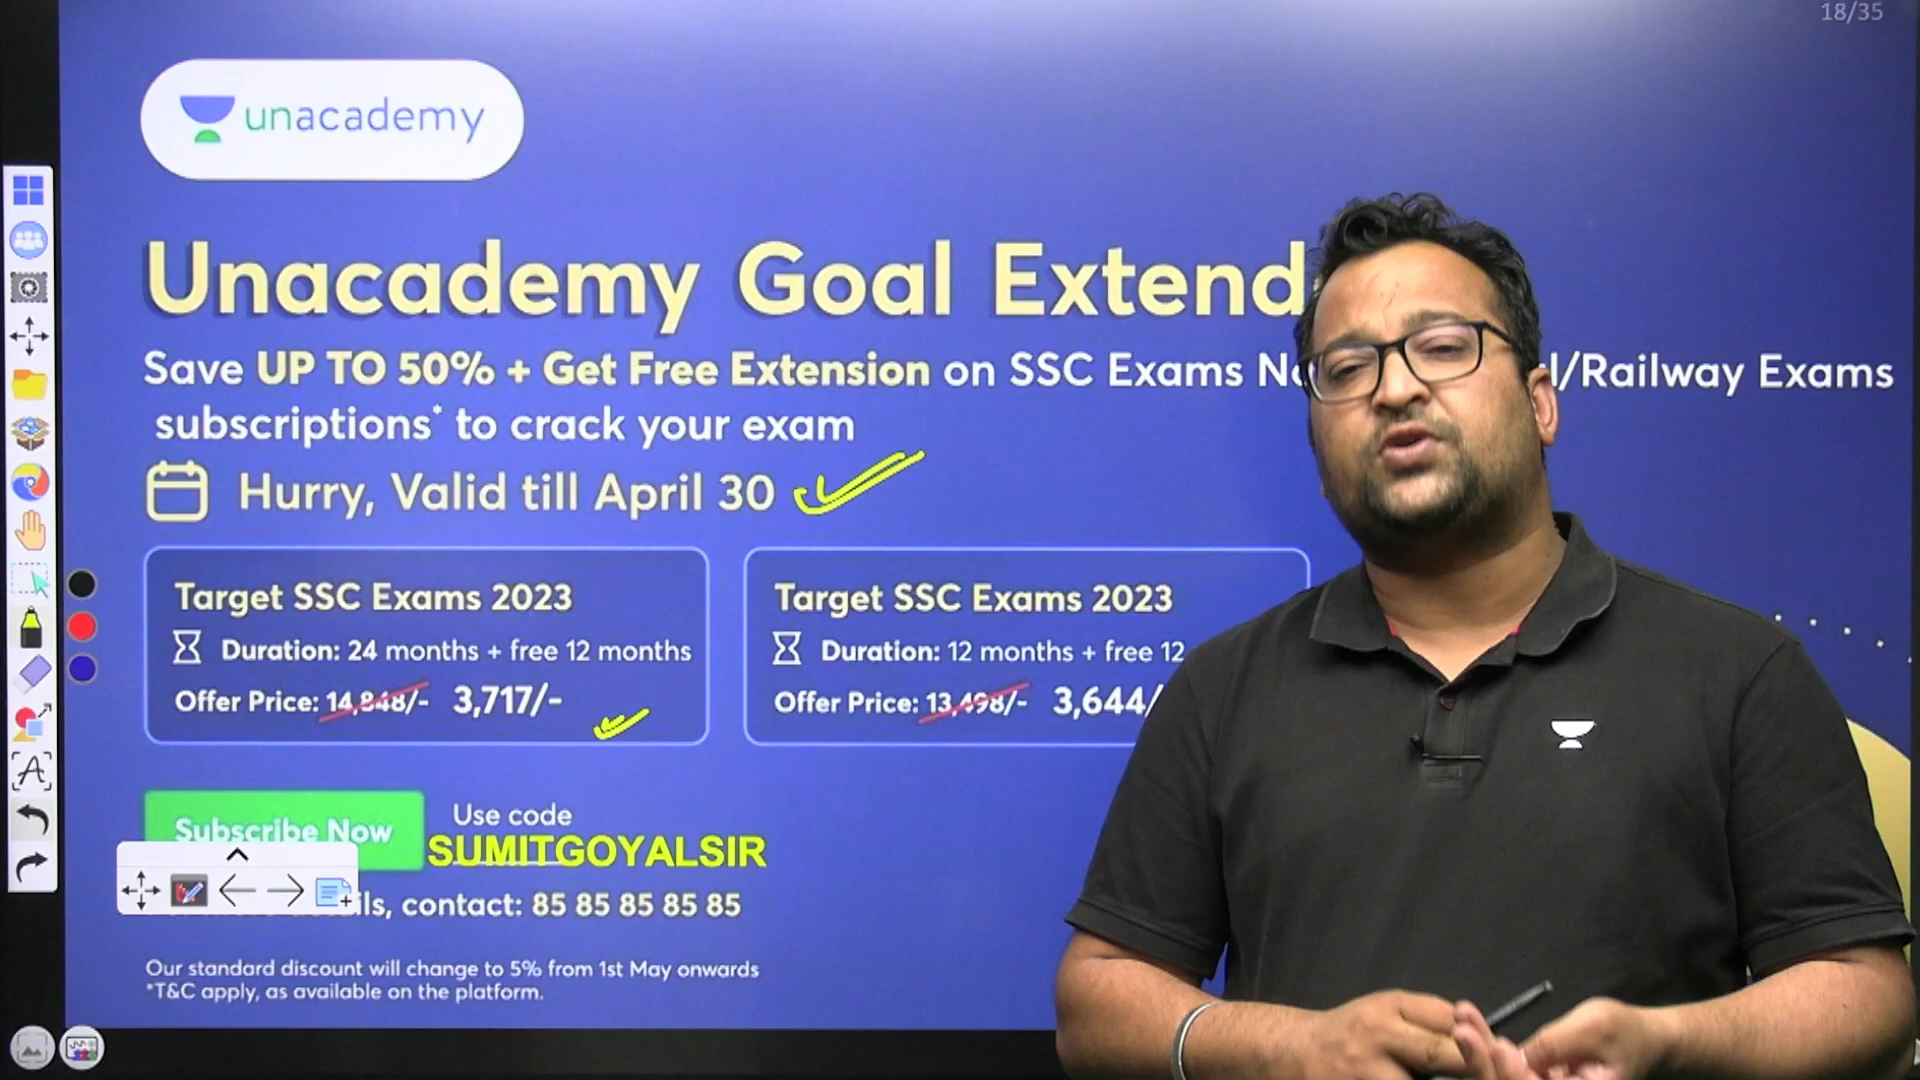 18/35
unacademy
Unacademy Goal Extend
Save UP TO 50% + Get Free Extension on SSC Exams /Railway Exams
subscriptions* to crack your exam
Hurry, Valid till April 30
Target SSC Exams 2023
Duration: 24 months + free 12 months
Offer Price: 14,848/- 3,717/-
Target SSC Exams 2023
Duration: 12 months + free 12
Offer Price: 13,498/- 3,644/
Subscribe Now
Use code
SUMITGOYALSIR
contact: 85 85 85 85 85
Our standard discount will change to 5% from 1st May onwards
*T&C apply, as available on the platform.